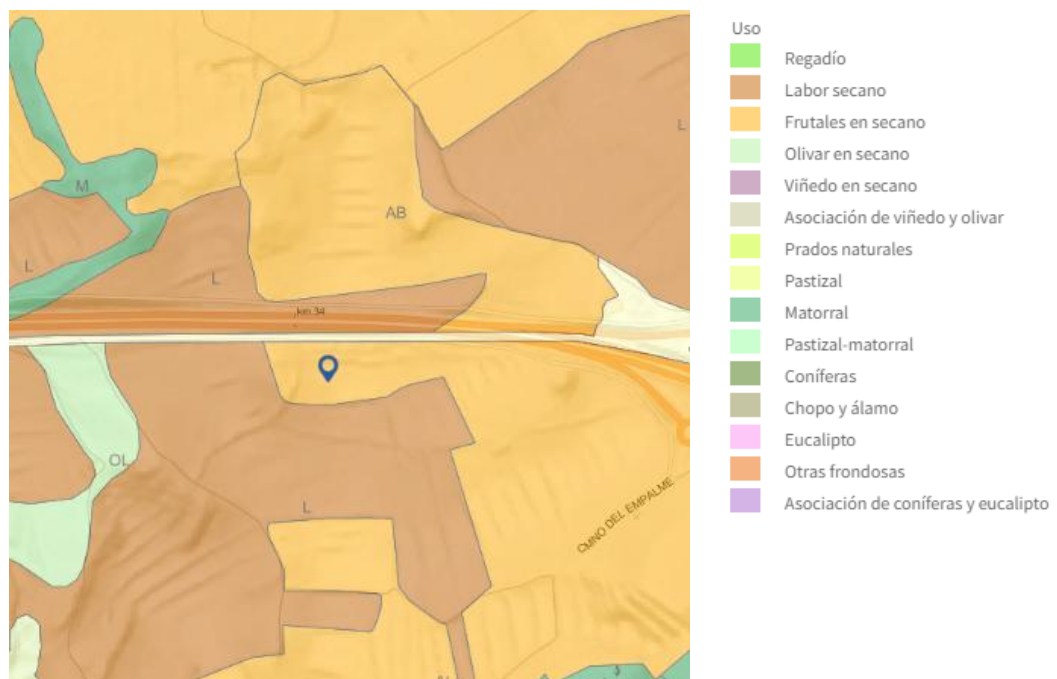 Uso
Regadío
Labor secano
Frutales en secano
Olivar en secano
Viñedo en secano
Asociación de viñedo y olivar
Prados naturales
Pastizal
Matorral
Pastizal-matorral
Coníferas
Chopo y álamo
Eucalipto
Otras frondosas
Asociación de coníferas y eucalipto
L
M
AB
L
L
km 34
OL
L
CMNO DEL EMPALME